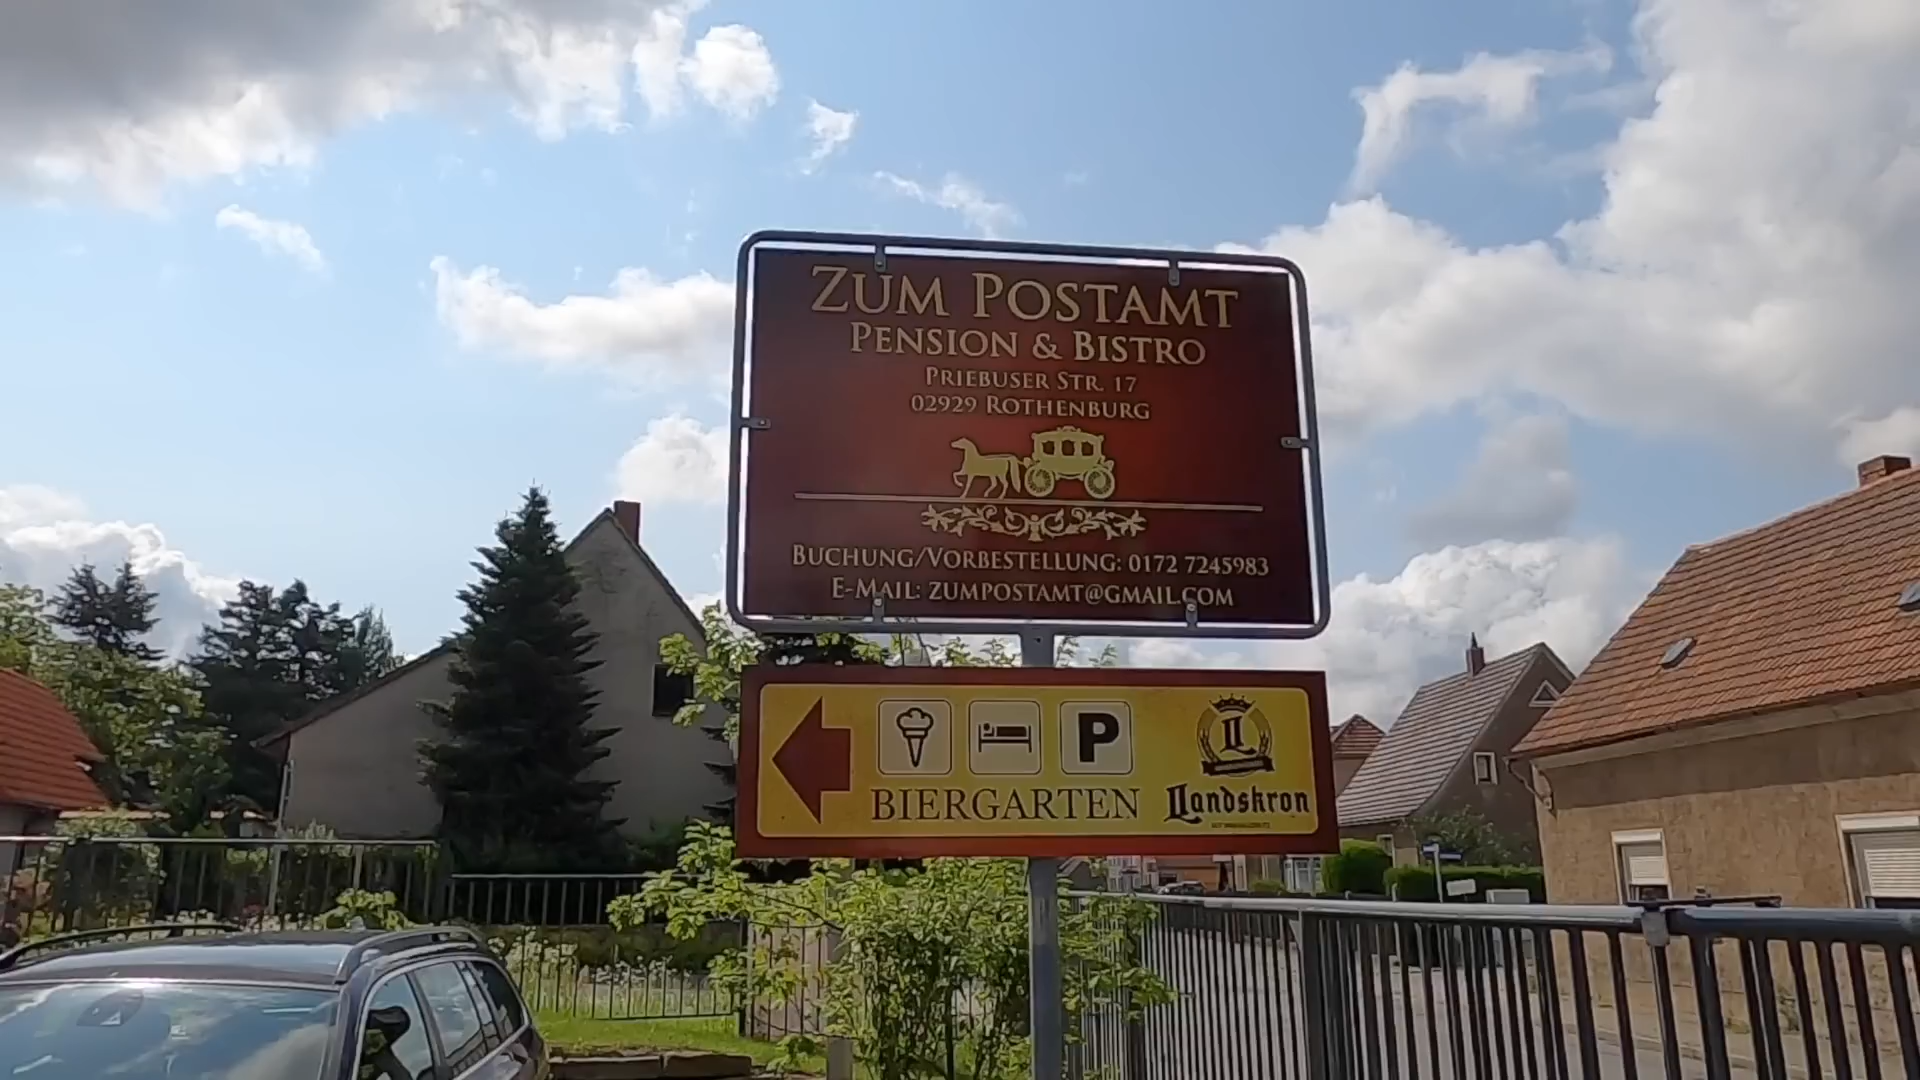 ZUM POSTAMT
PENSION & BISTRO
PRIEBUSER STR. 17
02929 ROTHENBURG
BUCHUNG/VORBESTELLUNG: 0172 7245983
E-MAIL: ZUMPOSTAMT@GMAIL.COM
P
L
BIERGARTEN
Landskron